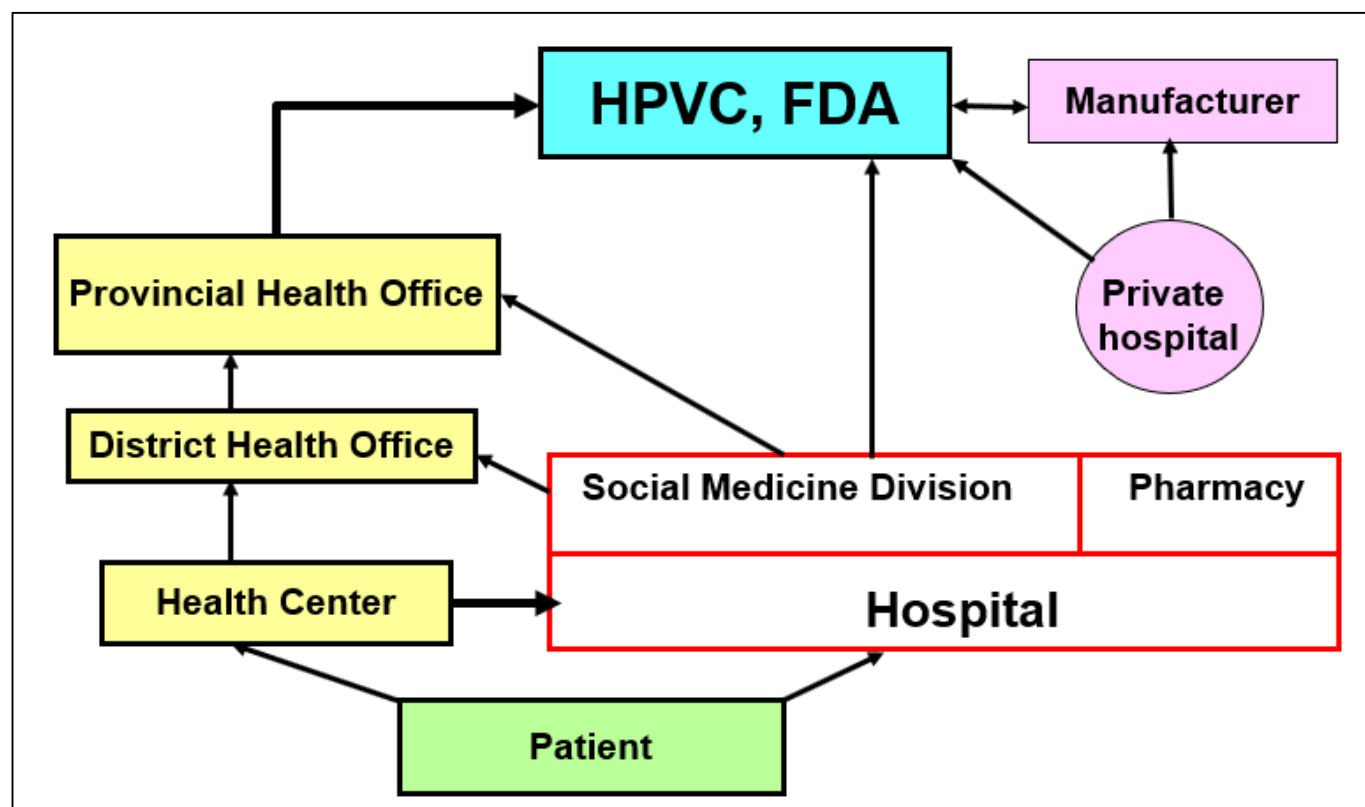 HPVC, FDA
Manufacturer
Provincial Health Office
Private
hospital
District Health Office
Social Medicine Division
Pharmacy
Health Center
Hospital
Patient